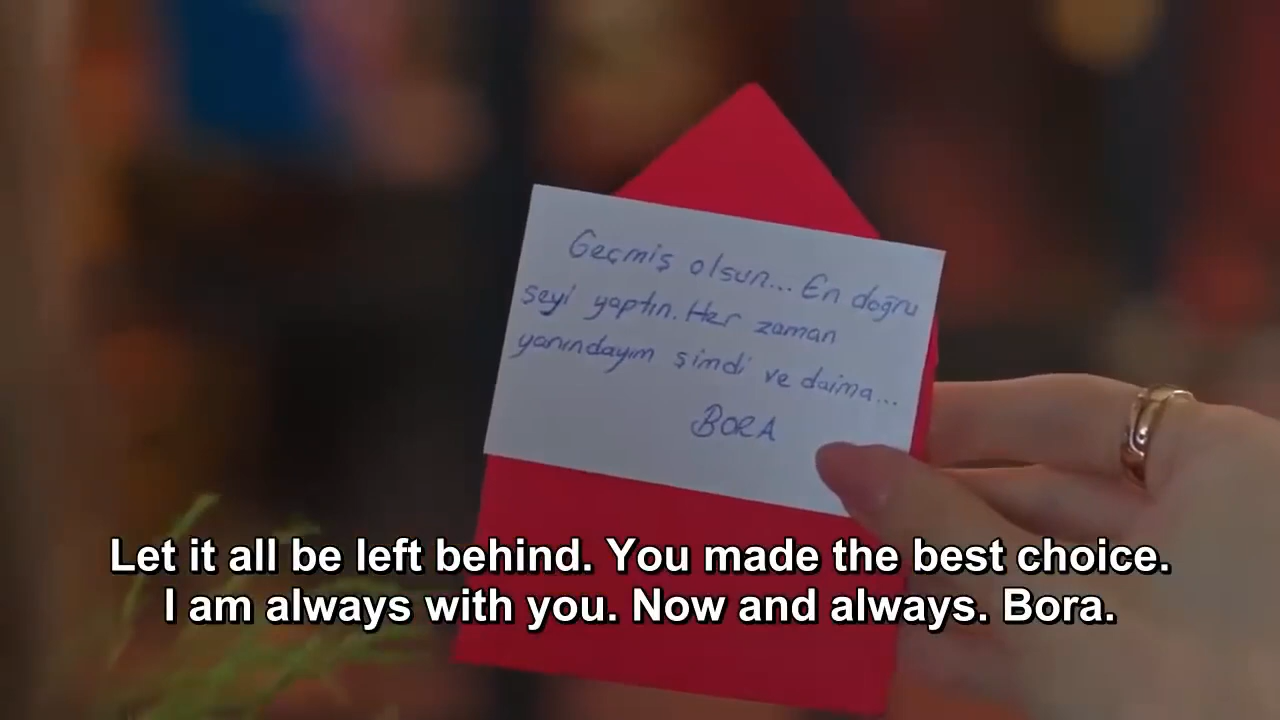 Geçmiş olsun... En doğru
şeyi yaptın. Her zaman
yanındayım şimdi ve daima...
BORA
Let it all be left behind. You made the best choice.
I am always with you. Now and always. Bora.